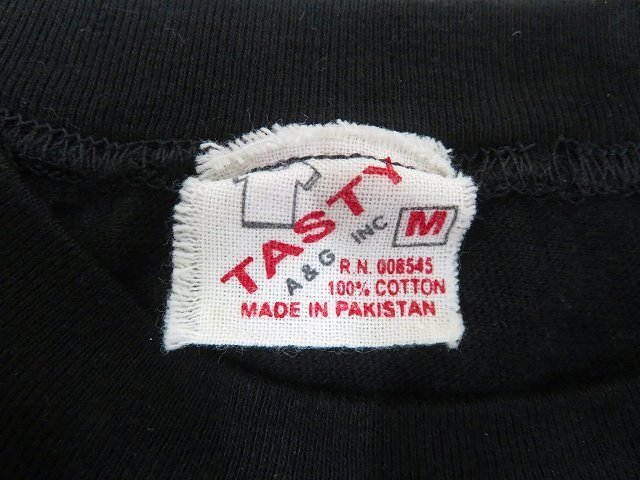 TASTY
A & G INC
M
R.N. 008545
100% COTTON
MADE IN PAKISTAN